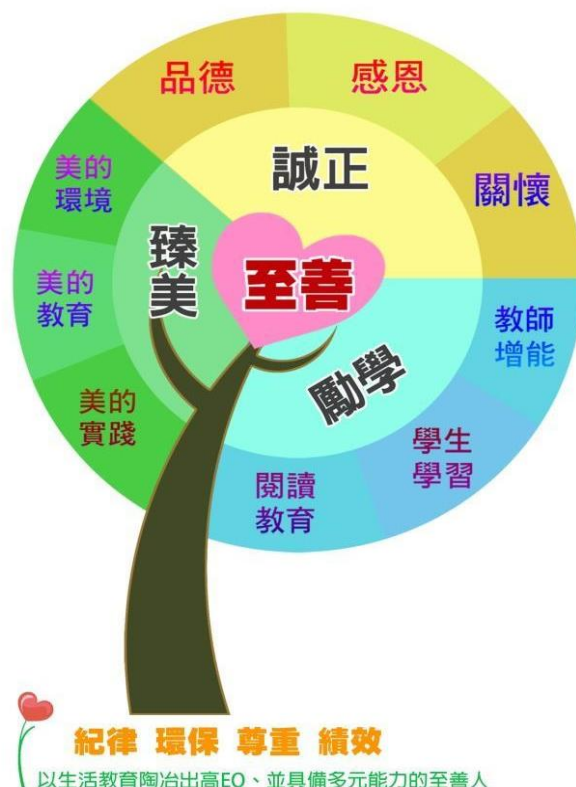 品德
感恩
關懷
誠正
美的
環境
臻
美
至善
美的
教育
教師
增能
勵學
美的
實踐
學生
學習
閱讀
教育
紀律 環保 尊重 績效
以生活教育陶冶出高EQ、並具備多元能力的至善人